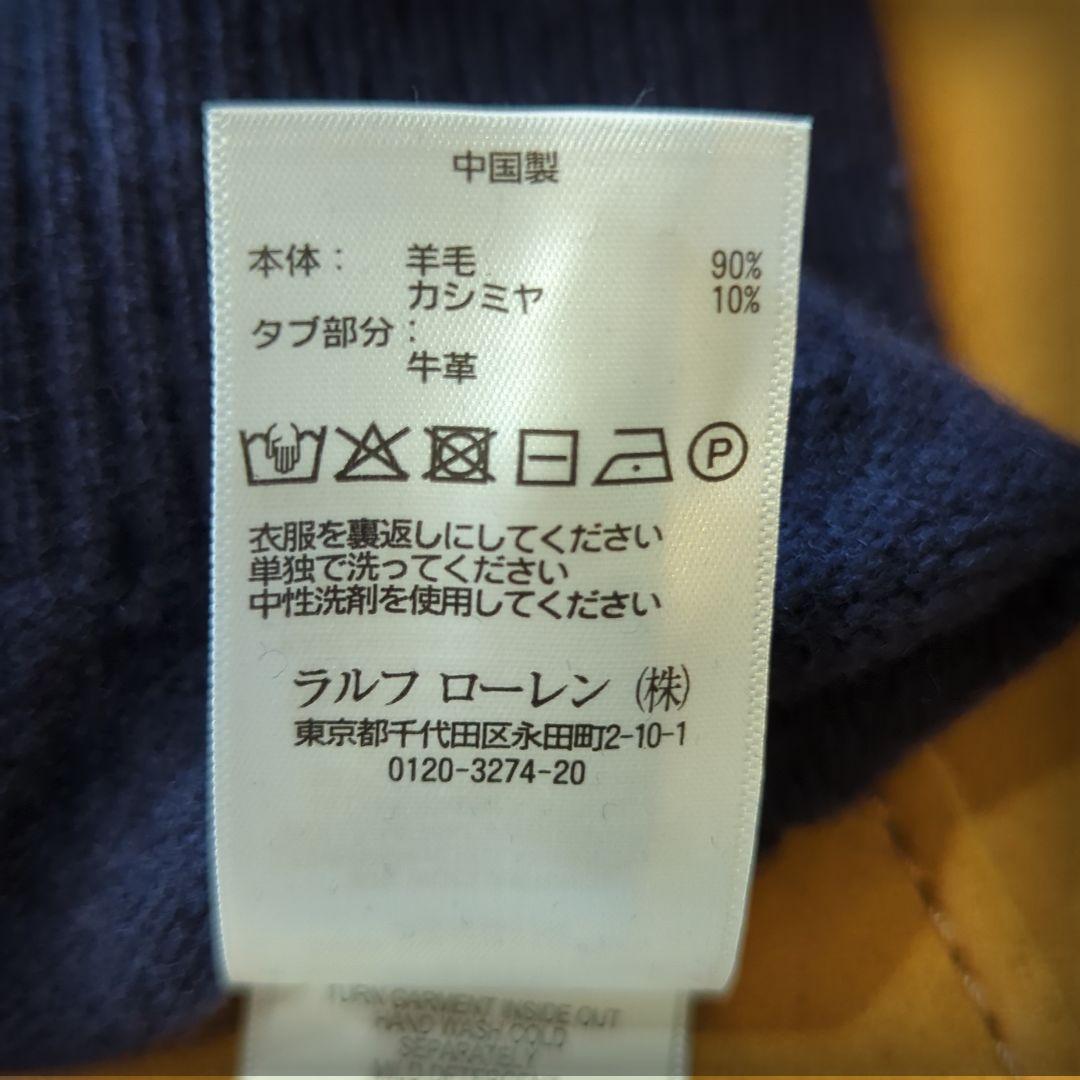 中国製
本体： 羊毛 90%
カシミヤ 10%
タブ部分：
牛革
P
衣服を裏返しにしてください
単独で洗ってください
中性洗剤を使用してください
ラルフ ローレン (株)
東京都千代田区永田町2-10-1
0120-3274-20
TURN GARMENT INSIDE OUT
HAND WASH COLD
SEPARATELY
MILD DETERGENT